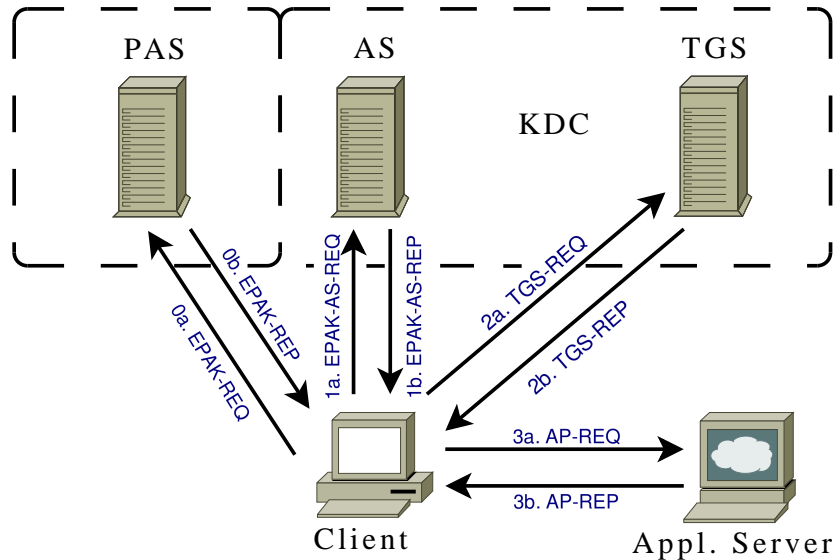 PAS
AS
TGS
KDC
0a. EPAK-REQ
0b. EPAK-REP
1a. EPAK-AS-REQ
1b. EPAK-AS-REP
2a. TGS-REQ
2b. TGS-REP
3a. AP-REQ
3b. AP-REP
Client
Appl. Server